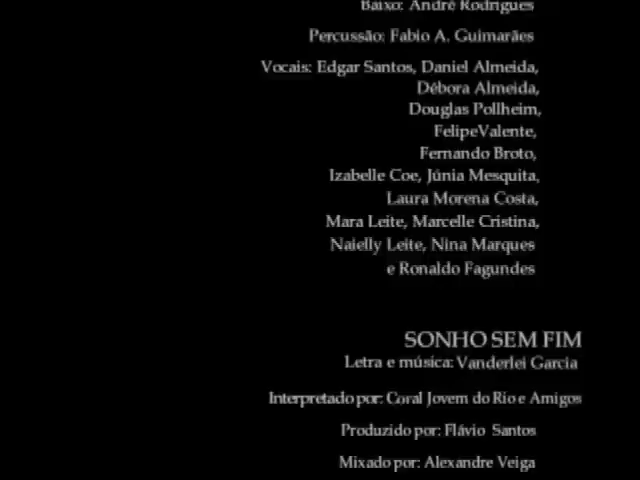 Baixo: André Rodrigues
Percussão: Fabio A. Guimarães
Vocais: Edgar Santos, Daniel Almeida,
Débora Almeida,
Douglas Pollheim,
FelipeValente,
Fernando Broto,
Izabelle Coe, Júnia Mesquita,
Laura Morena Costa,
Mara Leite, Marcelle Cristina,
Naielly Leite, Nina Marques
e Ronaldo Fagundes
SONHO SEM FIM
Letra e música: Vanderlei Garcia
Interpretado por: Coral Jovem do Rio e Amigos
Produzido por: Flávio Santos
Mixado por: Alexandre Veiga